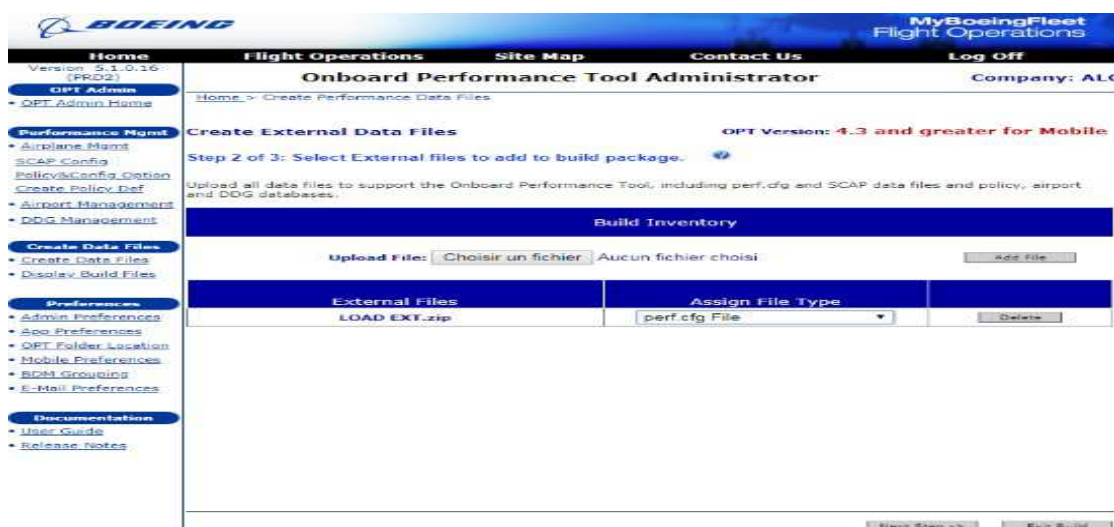 BOEING
MyBoeingFleet
Flight Operations
Home Flight Operations Site Map Contact Us Log Off
Version 5.1.0.16
(PRD2)
Onboard Performance Tool Administrator
Company: ALG
OPT Admin
• OPT Admin Home
Home > Create Performance Data Files
Performance Mgmt
• Airplane Mgmt
SCAP Config
Policy&Config Option
Create Policy Def
• Airport Management
• DDG Management
Create External Data Files
OPT Version: 4.3 and greater for Mobile
Step 2 of 3: Select External files to add to build package.
Upload all data files to support the Onboard Performance Tool, including perf.cfg and SCAP data files and policy, airport
and DDG databases.
Build Inventory
Upload File: Choisir un fichier Aucun fichier choisi
Add File
Create Data Files
• Create Data Files
• Display Build Files
External Files Assign File Type
LOAD EXT.zip perf.cfg File Delete
Preferences
• Admin Preferences
• App Preferences
• OPT Folder Location
• Mobile Preferences
• BDM Grouping
• E-Mail Preferences
Documentation
• User Guide
• Release Notes
Next Step >> Exit Build